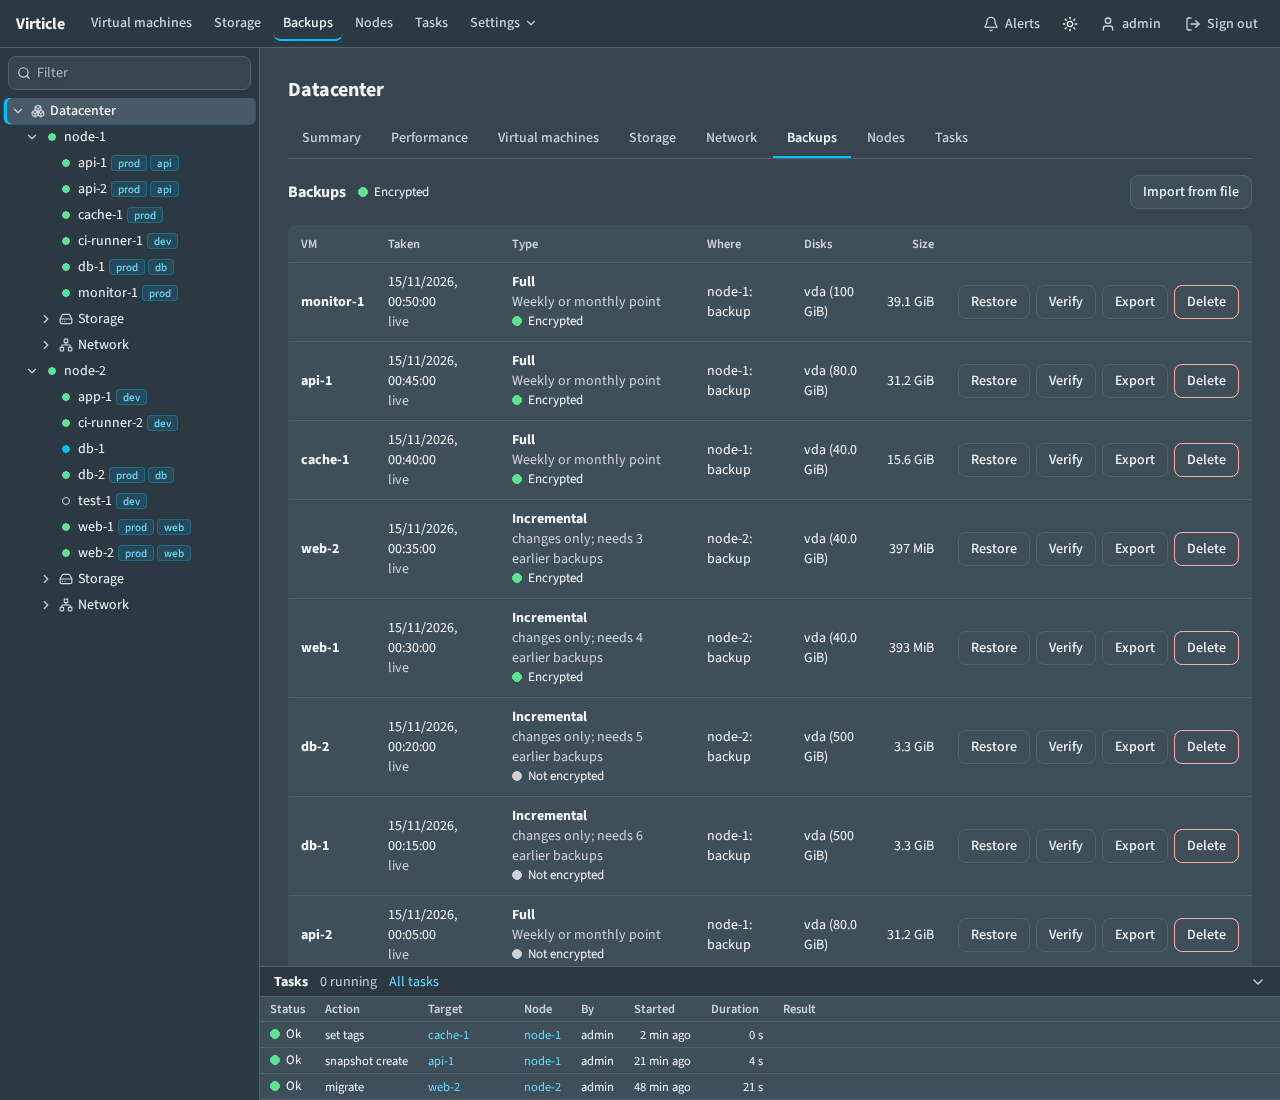 Virticle Virtual machines Storage Backups Nodes Tasks Settings Alerts admin Sign out
Filter
Datacenter
node-1
api-1 prod api
api-2 prod api
cache-1 prod
ci-runner-1 dev
db-1 prod db
monitor-1 prod
Storage
Network
node-2
app-1 dev
ci-runner-2 dev
db-1
db-2 prod db
test-1 dev
web-1 prod web
web-2 prod web
Storage
Network
Datacenter
Summary Performance Virtual machines Storage Network Backups Nodes Tasks
Backups Encrypted Import from file
VM Taken Type Where Disks Size
monitor-1
15/11/2026,
00:50:00
live
Full
Weekly or monthly point
Encrypted
node-1:
backup
vda (100
GiB)
39.1 GiB Restore Verify Export Delete
api-1
15/11/2026,
00:45:00
live
Full
Weekly or monthly point
Encrypted
node-1:
backup
vda (80.0
GiB)
31.2 GiB Restore Verify Export Delete
cache-1
15/11/2026,
00:40:00
live
Full
Weekly or monthly point
Encrypted
node-1:
backup
vda (40.0
GiB)
15.6 GiB Restore Verify Export Delete
web-2
15/11/2026,
00:35:00
live
Incremental
changes only; needs 3
earlier backups
Encrypted
node-2:
backup
vda (40.0
GiB)
397 MiB Restore Verify Export Delete
web-1
15/11/2026,
00:30:00
live
Incremental
changes only; needs 4
earlier backups
Encrypted
node-2:
backup
vda (40.0
GiB)
393 MiB Restore Verify Export Delete
db-2
15/11/2026,
00:20:00
live
Incremental
changes only; needs 5
earlier backups
Not encrypted
node-2:
backup
vda (500
GiB)
3.3 GiB Restore Verify Export Delete
db-1
15/11/2026,
00:15:00
live
Incremental
changes only; needs 6
earlier backups
Not encrypted
node-1:
backup
vda (500
GiB)
3.3 GiB Restore Verify Export Delete
api-2
15/11/2026,
00:05:00
live
Full
Weekly or monthly point
Not encrypted
node-1:
backup
vda (80.0
GiB)
31.2 GiB Restore Verify Export Delete
Tasks 0 running All tasks
Status Action Target Node By Started Duration Result
Ok set tags cache-1 node-1 admin 2 min ago 0 s
Ok snapshot create api-1 node-1 admin 21 min ago 4 s
Ok migrate web-2 node-2 admin 48 min ago 21 s